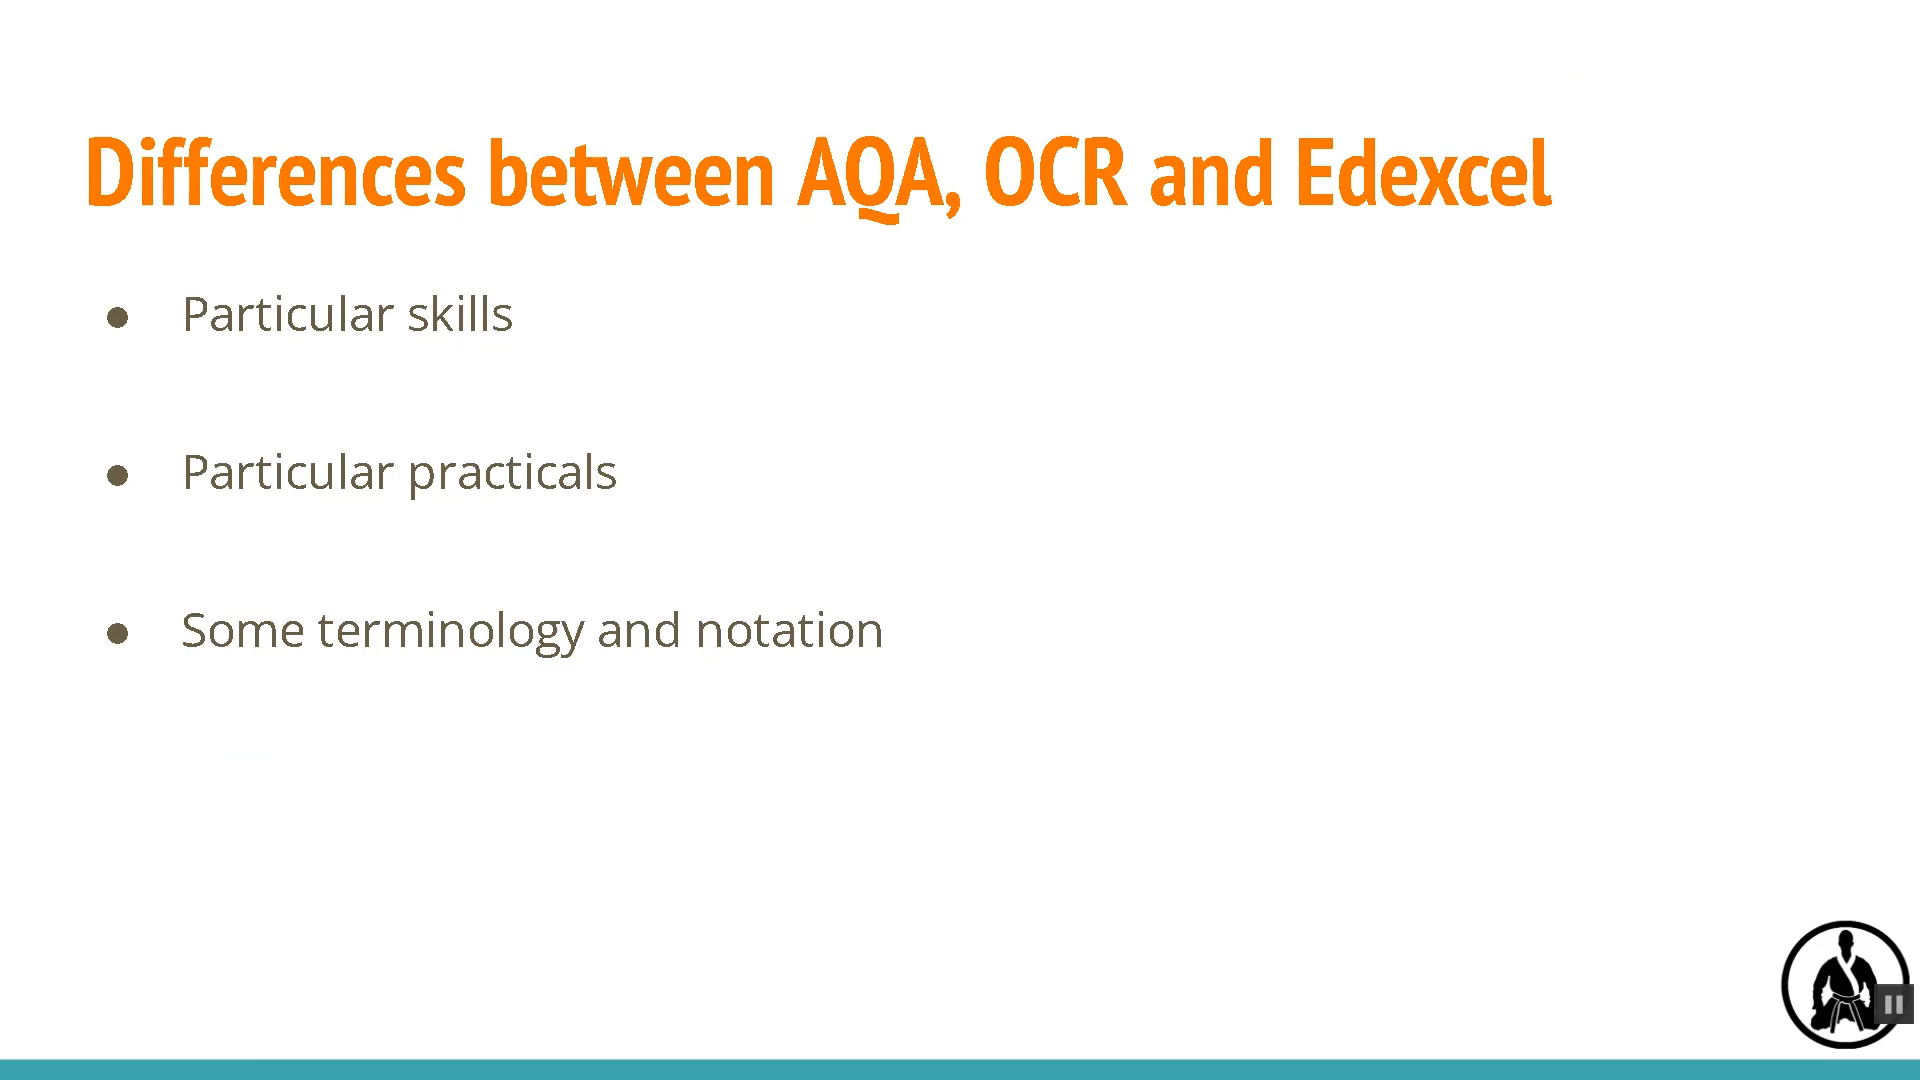 Differences between AQA, OCR and Edexcel
● Particular skills
● Particular practicals
● Some terminology and notation